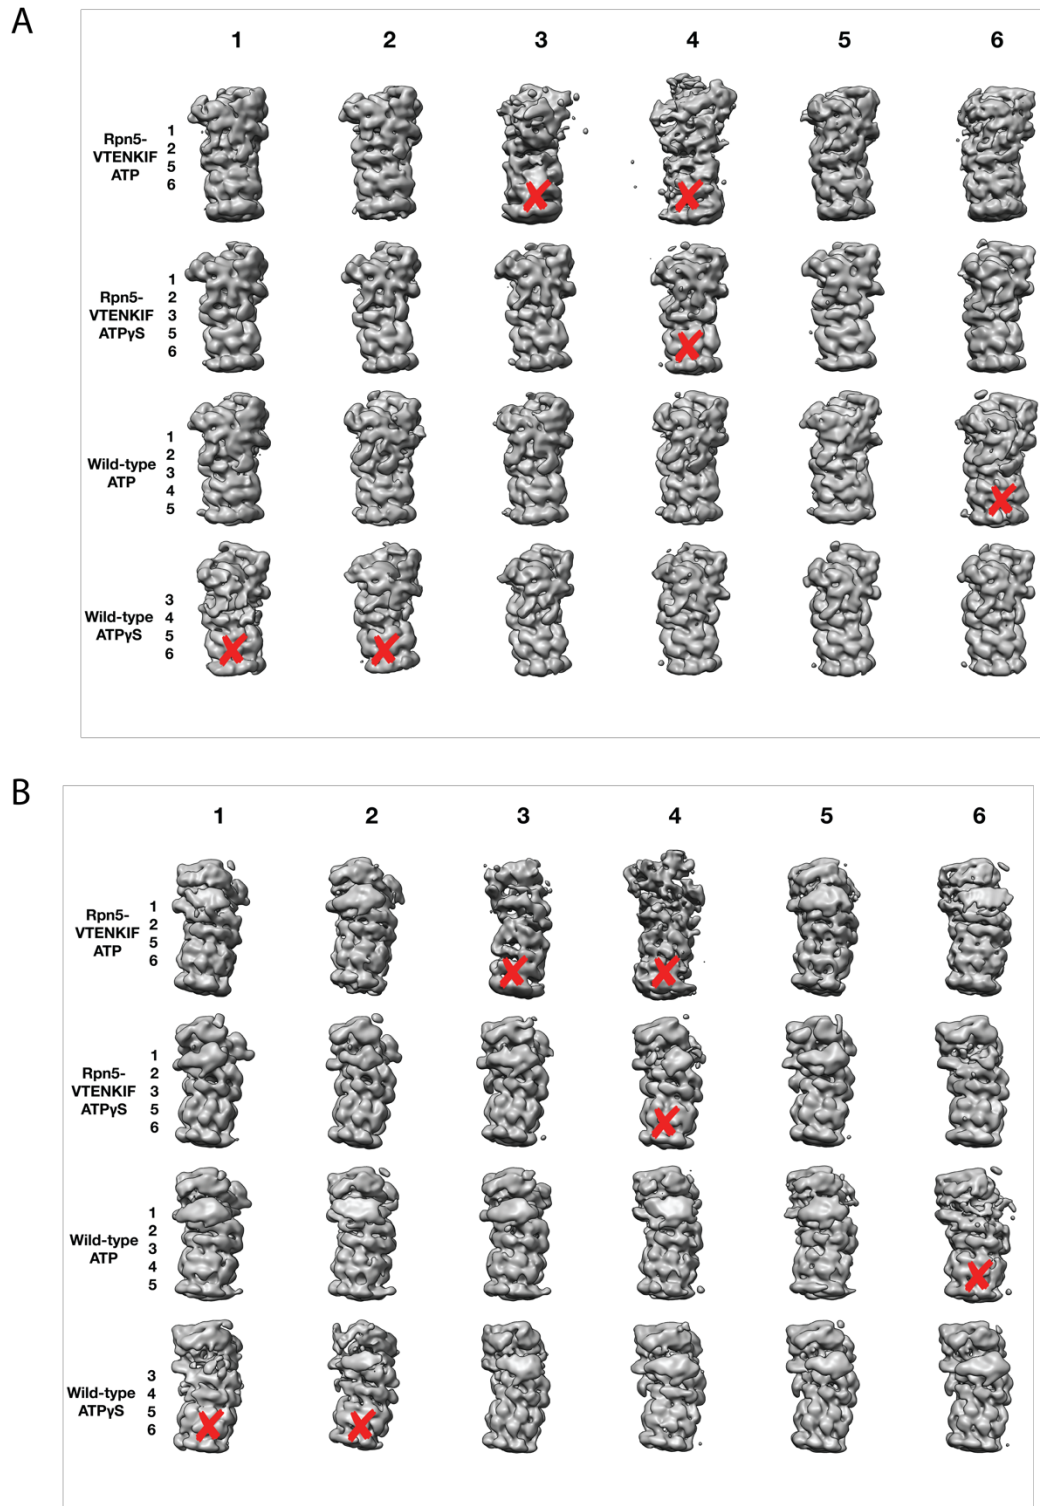 A
1 2 3 4 5 6
Rpn5-
VTENKIF
ATP
1
2
5
6
Rpn5-
VTENKIF
ATPγS
1
2
3
5
6
Wild-type
ATP
1
2
3
4
5
Wild-type
ATPγS
3
4
5
6
B
1 2 3 4 5 6
Rpn5-
VTENKIF
ATP
1
2
5
6
Rpn5-
VTENKIF
ATPγS
1
2
3
5
6
Wild-type
ATP
1
2
3
4
5
Wild-type
ATPγS
3
4
5
6